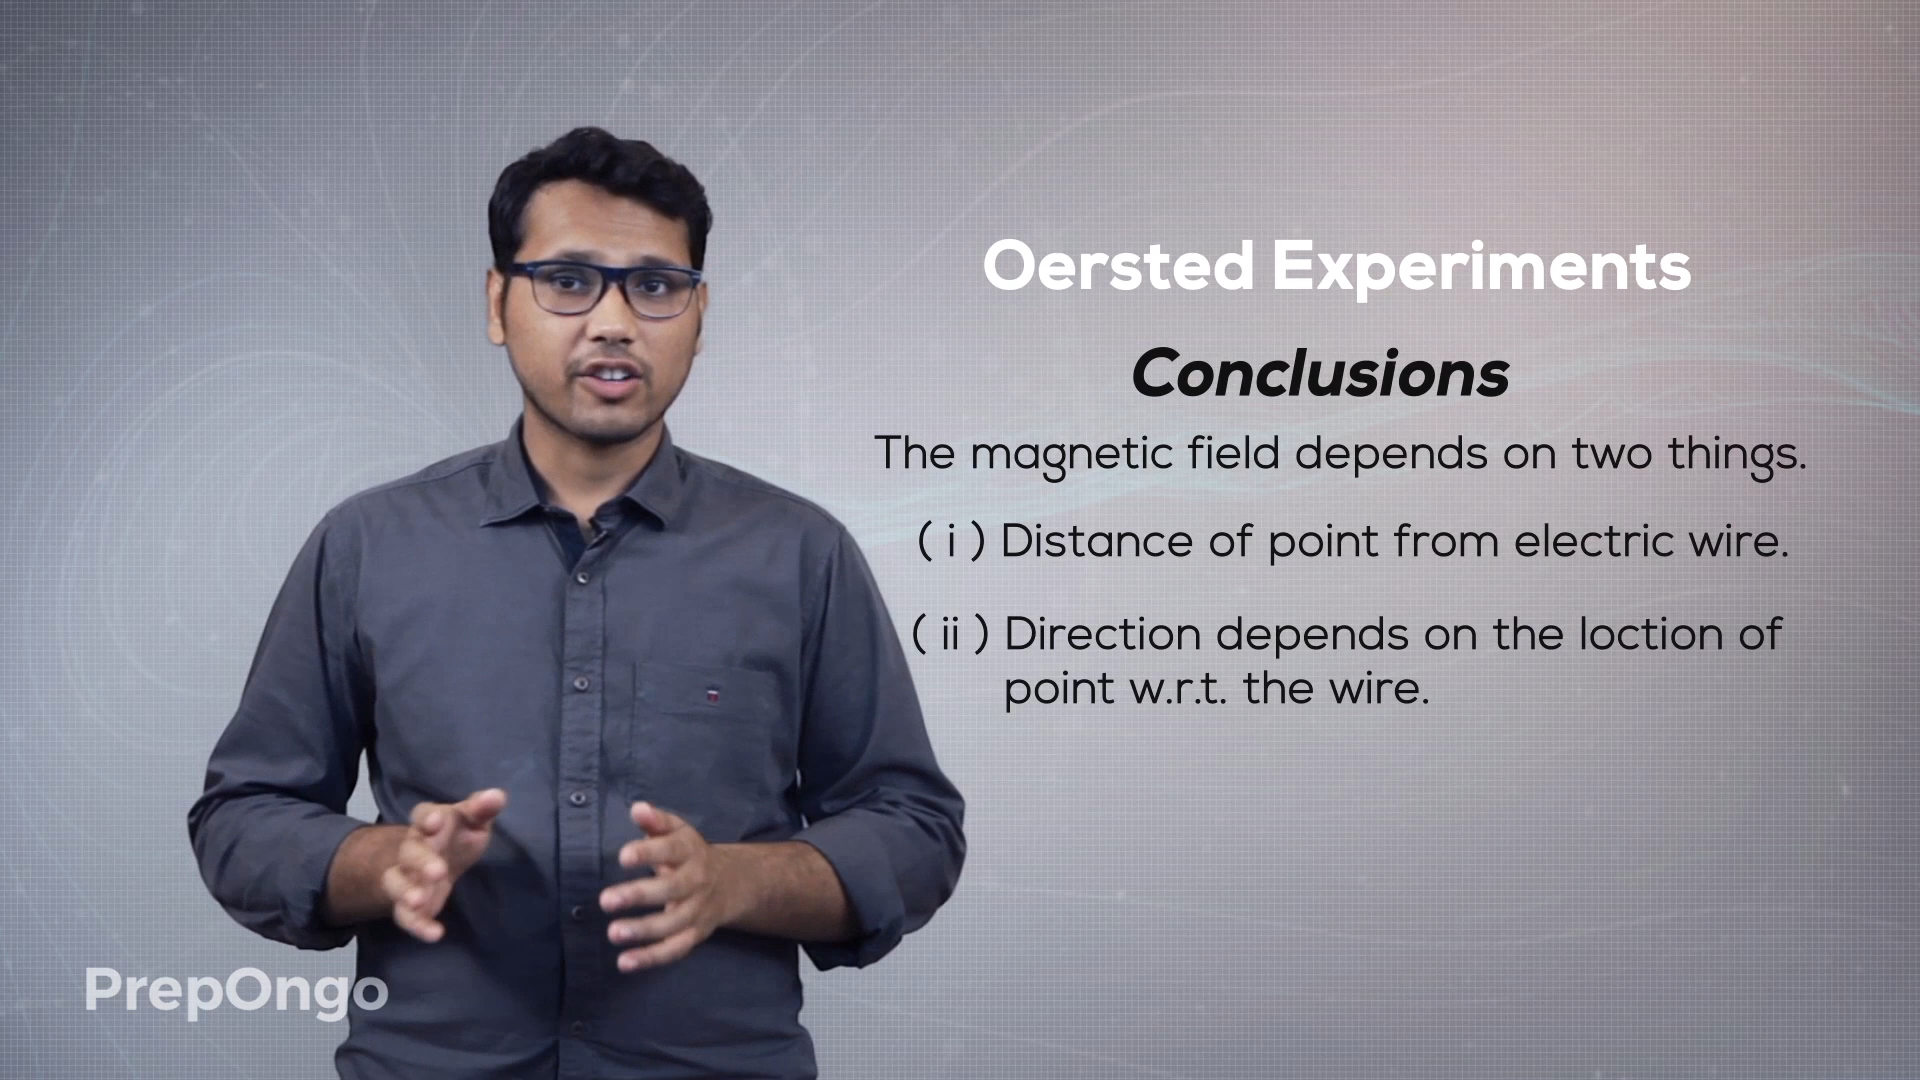 Oersted Experiments
Conclusions
The magnetic field depends on two things.
( i ) Distance of point from electric wire.
( ii ) Direction depends on the loction of
point w.r.t. the wire.
PrepOngo